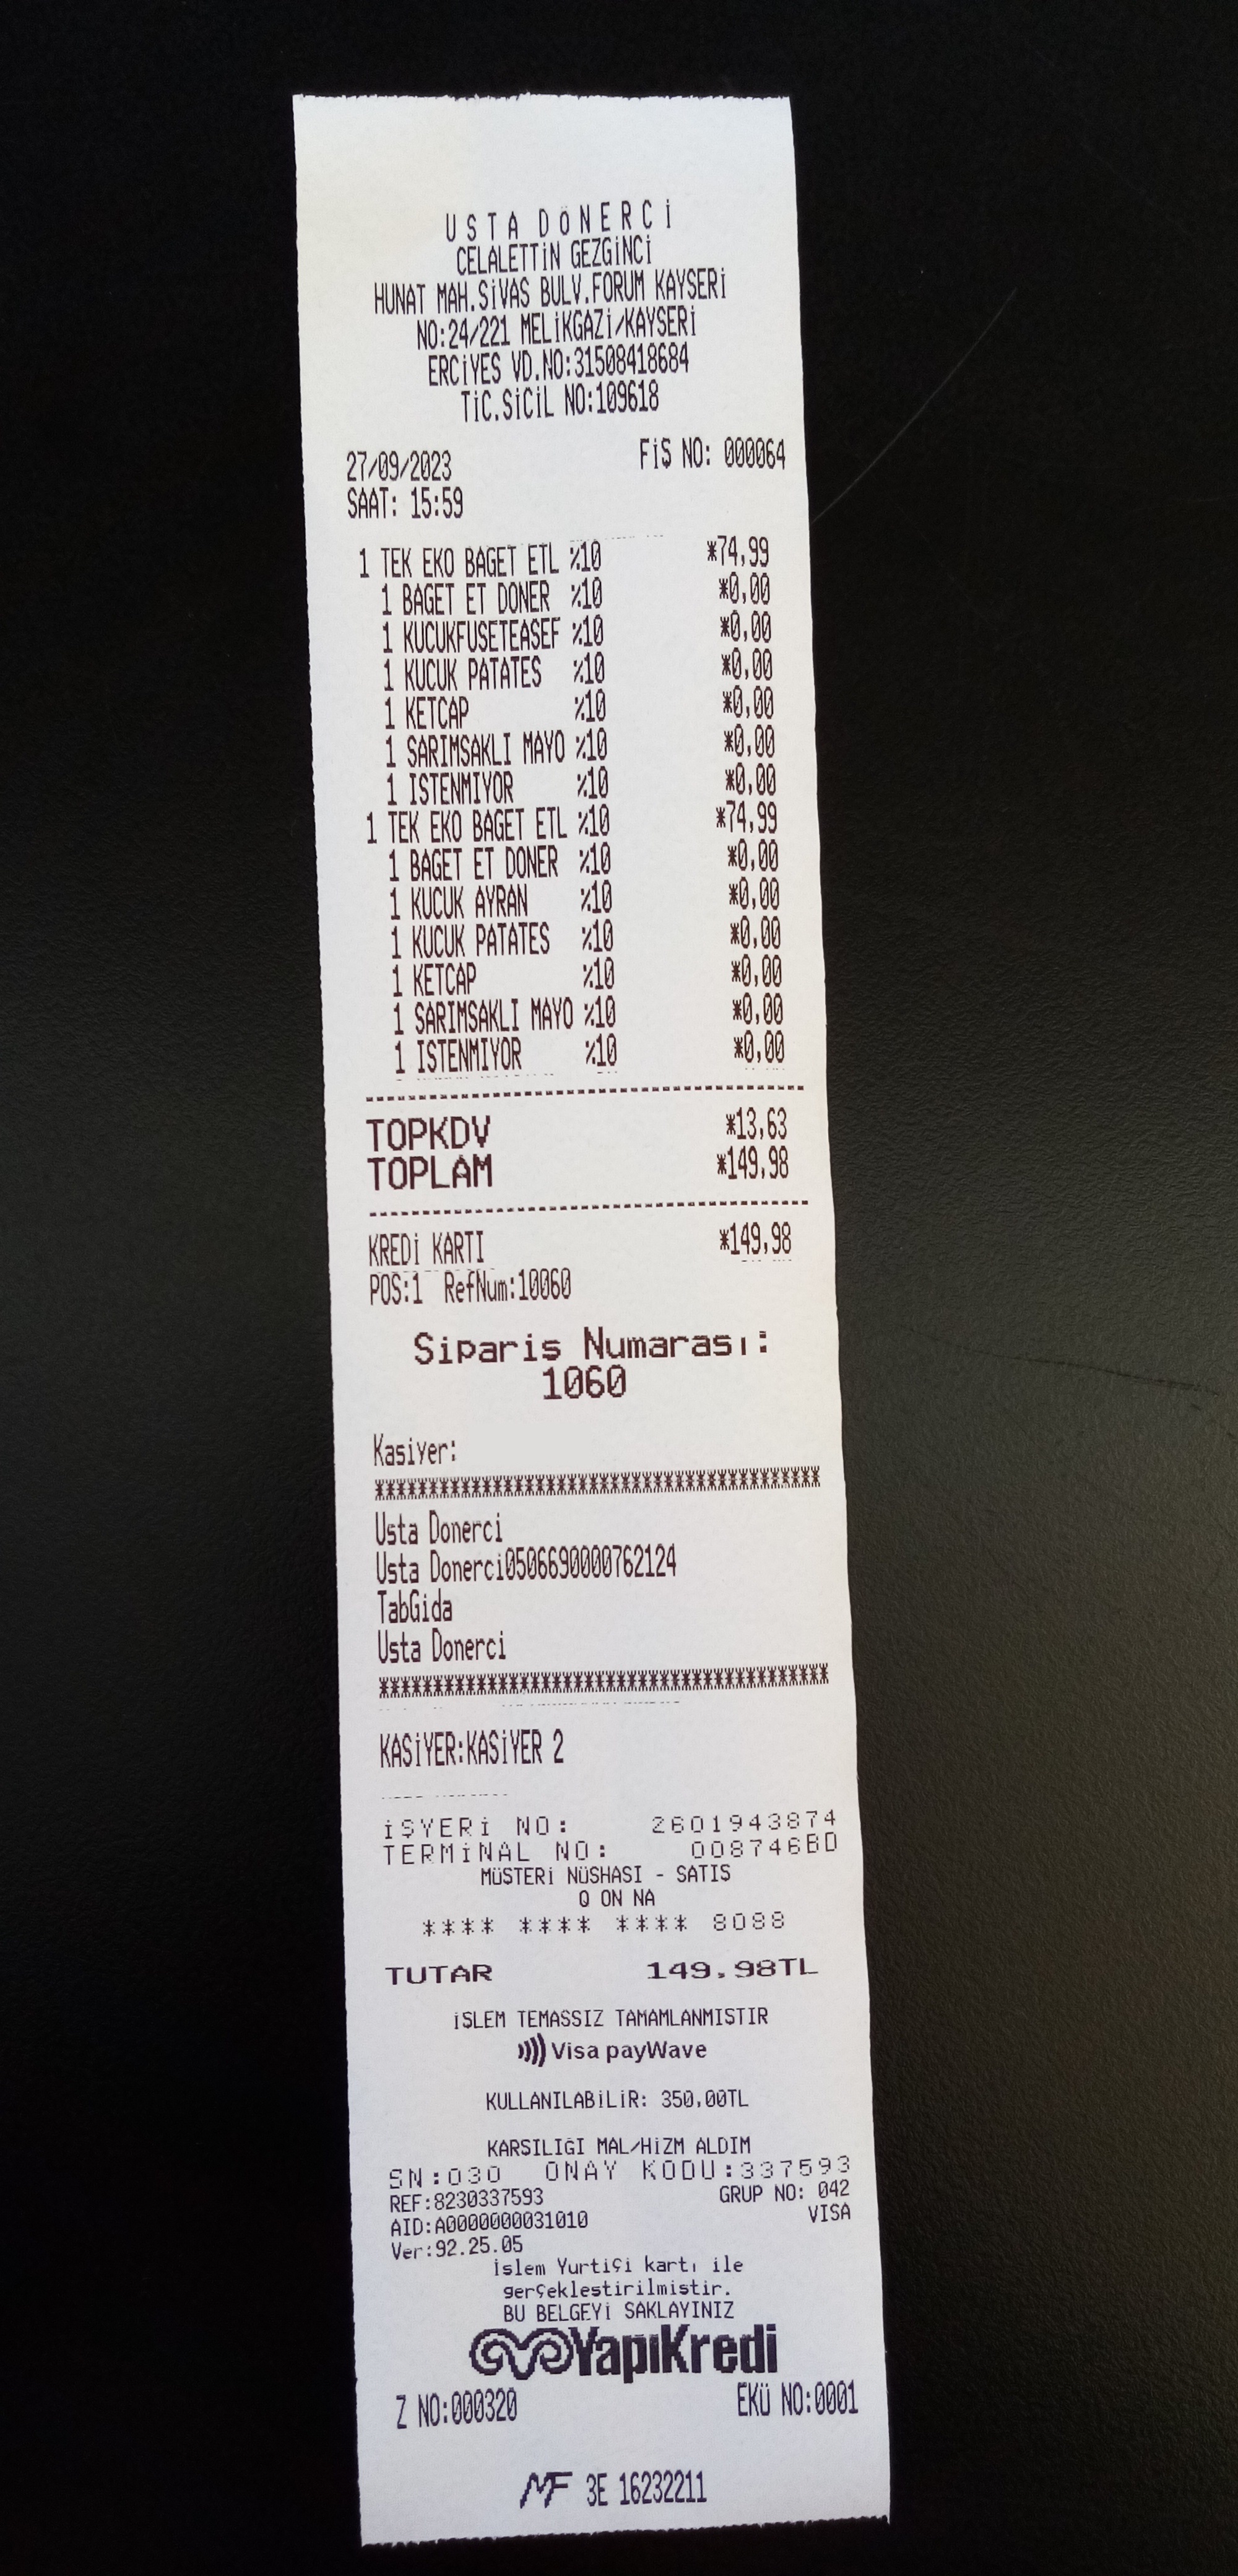 USTA DÖNERCİ
CELALETTİN GEZGİNCİ
HUNAT MAH.SİVAS BULV.FORUM KAYSERİ
NO:24/221 MELİKGAZİ/KAYSERİ
ERCİYES VD.NO:31508418684
TİC.SİCİL NO:109618
27/09/2023 FİŞ NO: 000064
SAAT: 15:59
1 TEK EKO BAGET ETL %10 *74,99
1 BAGET ET DONER %10 *0,00
1 KUCUKFUSETEASEF %10 *0,00
1 KUCUK PATATES %10 *0,00
1 KETCAP %10 *0,00
1 SARIMSAKLI MAYO %10 *0,00
1 ISTENMIYOR %10 *0,00
1 TEK EKO BAGET ETL %10 *74,99
1 BAGET ET DONER %10 *0,00
1 KUCUK AYRAN %10 *0,00
1 KUCUK PATATES %10 *0,00
1 KETCAP %10 *0,00
1 SARIMSAKLI MAYO %10 *0,00
1 ISTENMIYOR %10 *0,00
TOPKDV *13,63
TOPLAM *149,98
KREDİ KARTI *149,98
POS:1 RefNum:10060
Sipariş Numarası:
1060
Kasiyer:
****************************************
Usta Donerci
Usta Donerci0506690000762124
TabGida
Usta Donerci
****************************************
KASİYER:KASİYER 2
İŞYERİ NO: 2601943874
TERMİNAL NO: 008746BD
MÜŞTERİ NÜSHASI - SATIŞ
Q ON NA
**** **** **** 8088
TUTAR 149.98TL
İŞLEM TEMASSIZ TAMAMLANMIŞTIR
Visa payWave
KULLANILABİLİR: 350,00TL
KARŞILIĞI MAL/HİZM ALDIM
SN:030 ONAY KODU:337593
REF:8230337593 GRUP NO: 042
AID:A0000000031010 VISA
Ver:92.25.05
İşlem Yurtiçi kartı ile
gerçekleştirilmiştir.
BU BELGEYİ SAKLAYINIZ
YapıKredi
Z NO:000320 EKÜ NO:0001
MF 3E 16232211